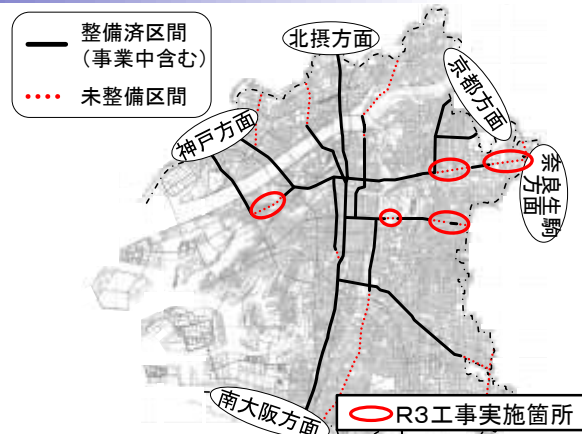 整備済区間
(事業中含む)
未整備区間
北摂方面
京都方面
神戸方面
奈良生駒
方面
南大阪方面
R3工事実施箇所